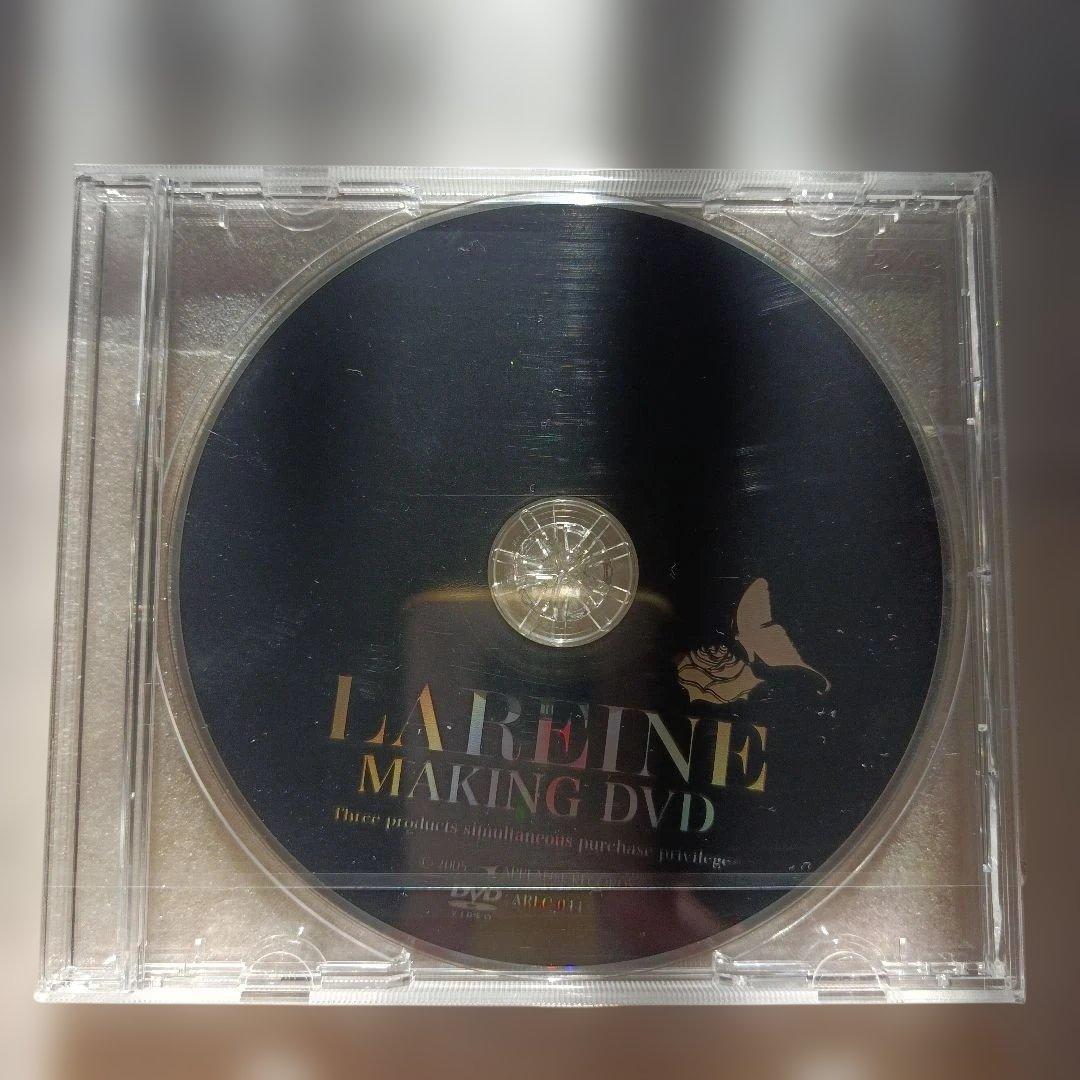 LAREINE
MAKING DVD
Three products simultaneous purchase privilege
© 2005
DVD
VIDEO